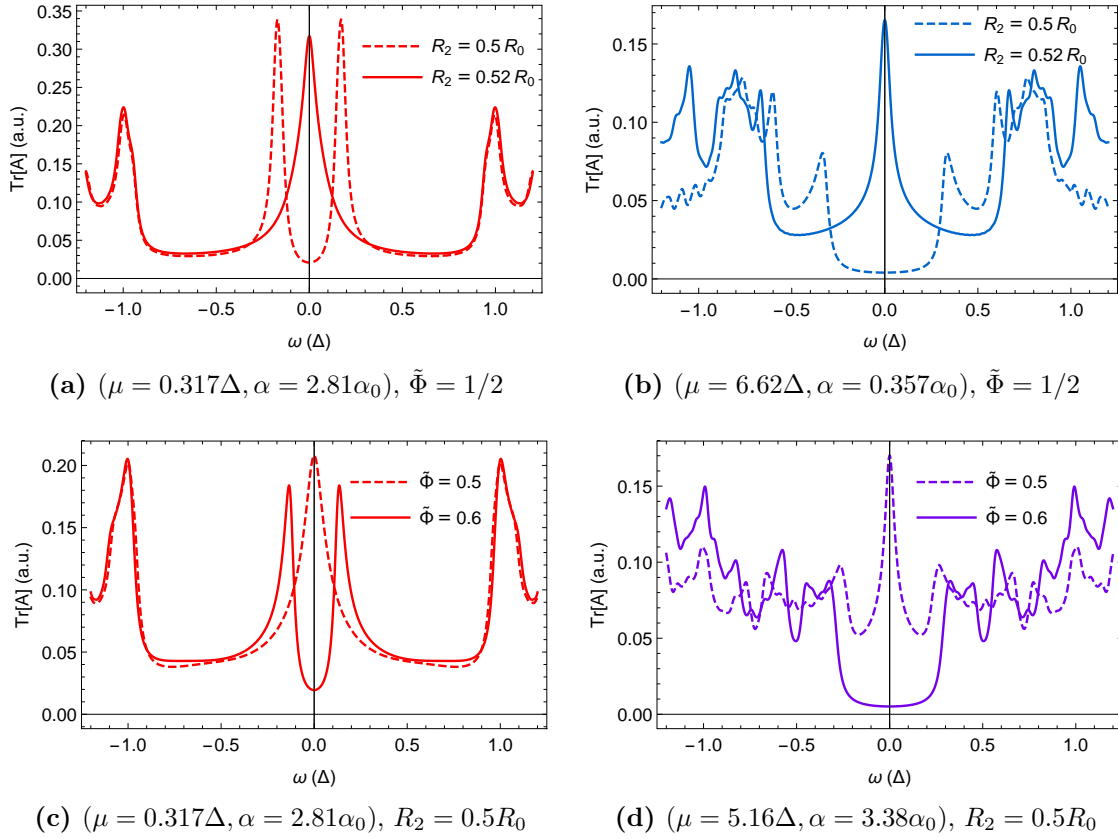 Tr[A] (a.u.)
0.35
0.30
0.25
0.20
0.15
0.10
0.05
0.00
R₂ = 0.5 R₀
R₂ = 0.52 R₀
−1.0 −0.5 0.0 0.5 1.0
ω (Δ)
(a) (μ = 0.317Δ, α = 2.81α₀), Φ̃ = 1/2
Tr[A] (a.u.)
0.15
0.10
0.05
0.00
R₂ = 0.5 R₀
R₂ = 0.52 R₀
−1.0 −0.5 0.0 0.5 1.0
ω (Δ)
(b) (μ = 6.62Δ, α = 0.357α₀), Φ̃ = 1/2
Tr[A] (a.u.)
0.20
0.15
0.10
0.05
0.00
Φ̃ = 0.5
Φ̃ = 0.6
−1.0 −0.5 0.0 0.5 1.0
ω (Δ)
(c) (μ = 0.317Δ, α = 2.81α₀), R₂ = 0.5R₀
Tr[A] (a.u.)
0.15
0.10
0.05
0.00
Φ̃ = 0.5
Φ̃ = 0.6
−1.0 −0.5 0.0 0.5 1.0
ω (Δ)
(d) (μ = 5.16Δ, α = 3.38α₀), R₂ = 0.5R₀